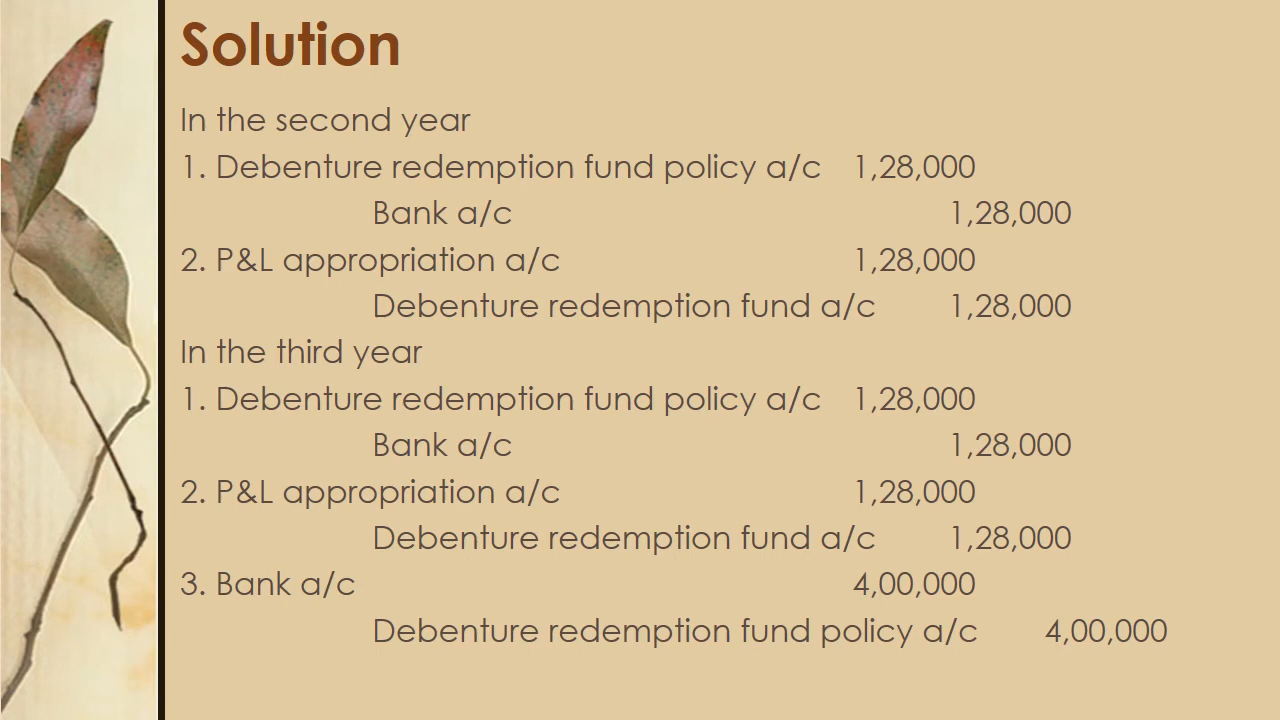 Solution
In the second year
1. Debenture redemption fund policy a/c 1,28,000
Bank a/c 1,28,000
2. P&L appropriation a/c 1,28,000
Debenture redemption fund a/c 1,28,000
In the third year
1. Debenture redemption fund policy a/c 1,28,000
Bank a/c 1,28,000
2. P&L appropriation a/c 1,28,000
Debenture redemption fund a/c 1,28,000
3. Bank a/c 4,00,000
Debenture redemption fund policy a/c 4,00,000